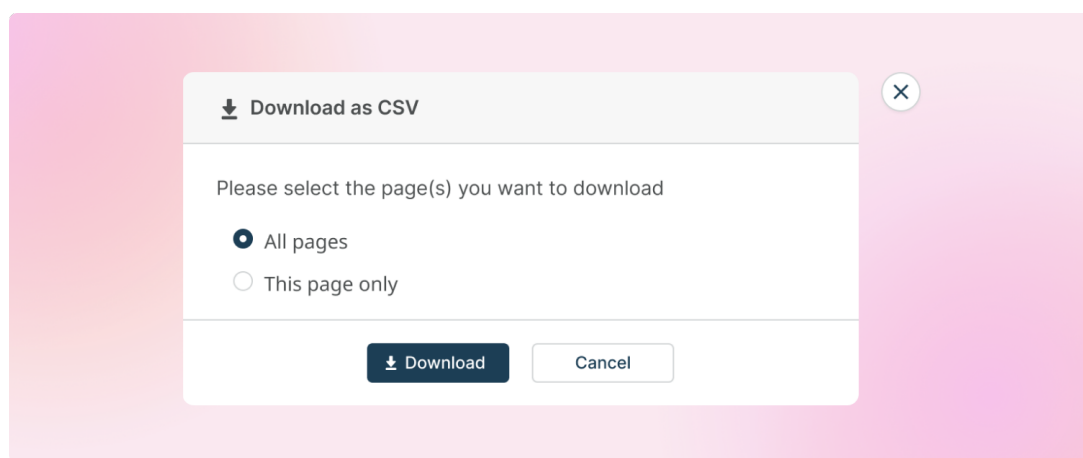 Download as CSV
Please select the page(s) you want to download
All pages
This page only
Download
Cancel